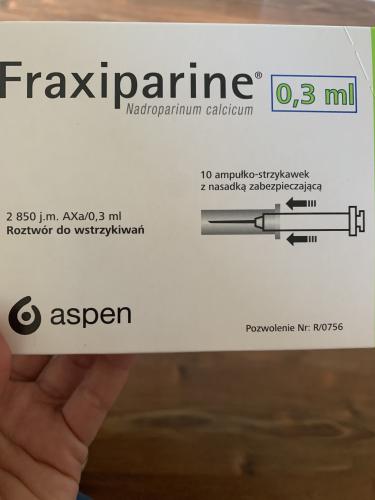 Fraxiparine® 0,3 ml
Nadroparinum calcicum
10 ampułko-strzykawek
z nasadką zabezpieczającą
2 850 j.m. AXa/0,3 ml
Roztwór do wstrzykiwań
aspen
Pozwolenie Nr: R/0756